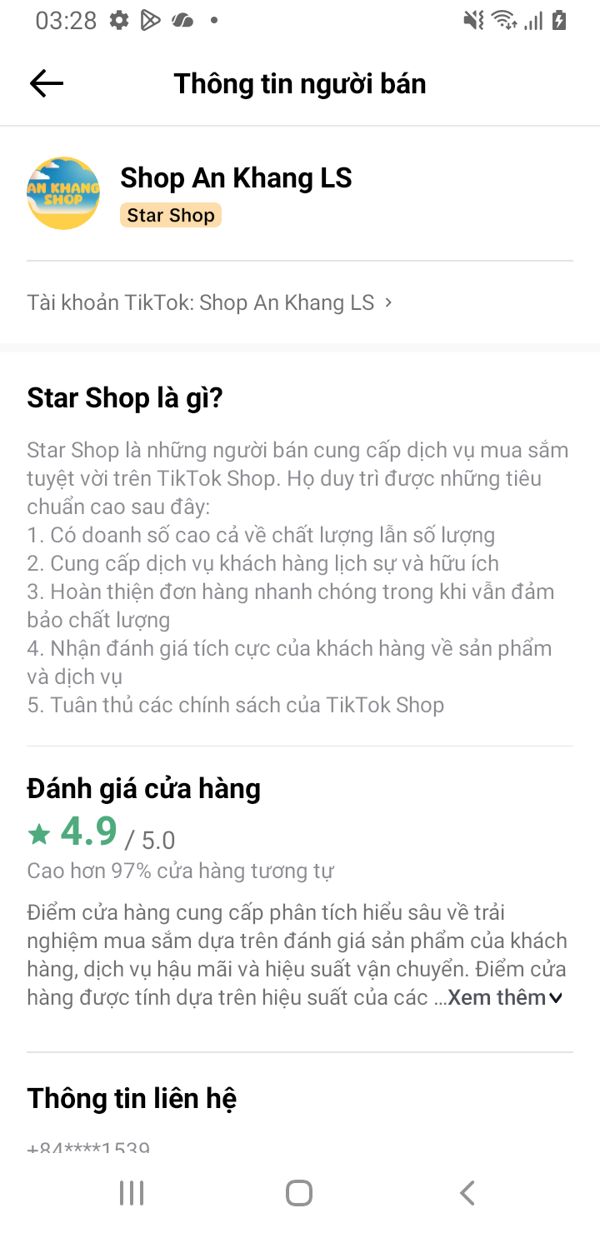 03:28
Thông tin người bán
AN KHANG
SHOP
Shop An Khang LS
Star Shop
Tài khoản TikTok: Shop An Khang LS
Star Shop là gì?
Star Shop là những người bán cung cấp dịch vụ mua sắm
tuyệt vời trên TikTok Shop. Họ duy trì được những tiêu
chuẩn cao sau đây:
1. Có doanh số cao cả về chất lượng lẫn số lượng
2. Cung cấp dịch vụ khách hàng lịch sự và hữu ích
3. Hoàn thiện đơn hàng nhanh chóng trong khi vẫn đảm
bảo chất lượng
4. Nhận đánh giá tích cực của khách hàng về sản phẩm
và dịch vụ
5. Tuân thủ các chính sách của TikTok Shop
Đánh giá cửa hàng
4.9 / 5.0
Cao hơn 97% cửa hàng tương tự
Điểm cửa hàng cung cấp phân tích hiểu sâu về trải
nghiệm mua sắm dựa trên đánh giá sản phẩm của khách
hàng, dịch vụ hậu mãi và hiệu suất vận chuyển. Điểm cửa
hàng được tính dựa trên hiệu suất của các ...Xem thêm
Thông tin liên hệ
+84****1539